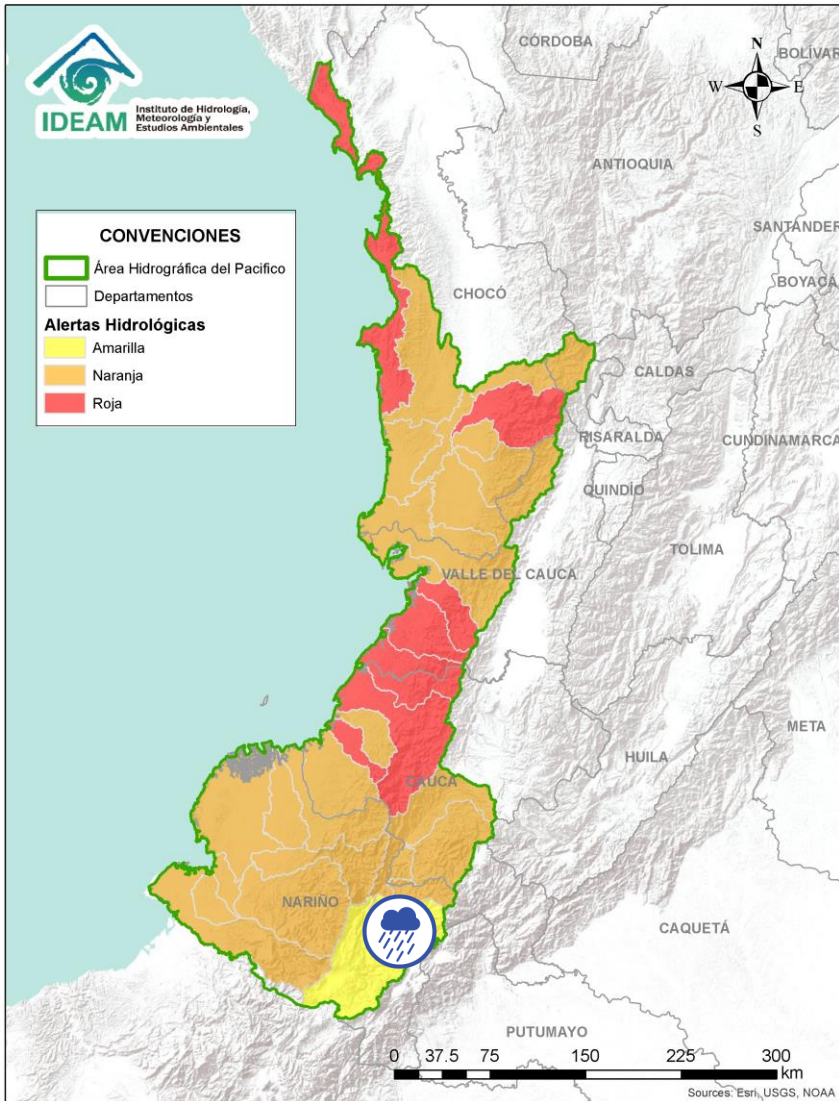 CÓRDOBA
BOLÍVAR
N
W E
S
IDEAM
Instituto de Hidrología,
Meteorología y
Estudios Ambientales
ANTIOQUIA
SANTANDER
CONVENCIONES
Área Hidrográfica del Pacifico
Departamentos
Alertas Hidrológicas
Amarilla
Naranja
Roja
BOYACÁ
CHOCÓ
CALDAS
RISARALDA
CUNDINAMARCA
QUINDÍO
TOLIMA
VALLE DEL CAUCA
META
HUILA
CAUCA
NARIÑO
CAQUETÁ
PUTUMAYO
0 37.5 75 150 225 300
km
Sources: Esri, USGS, NOAA